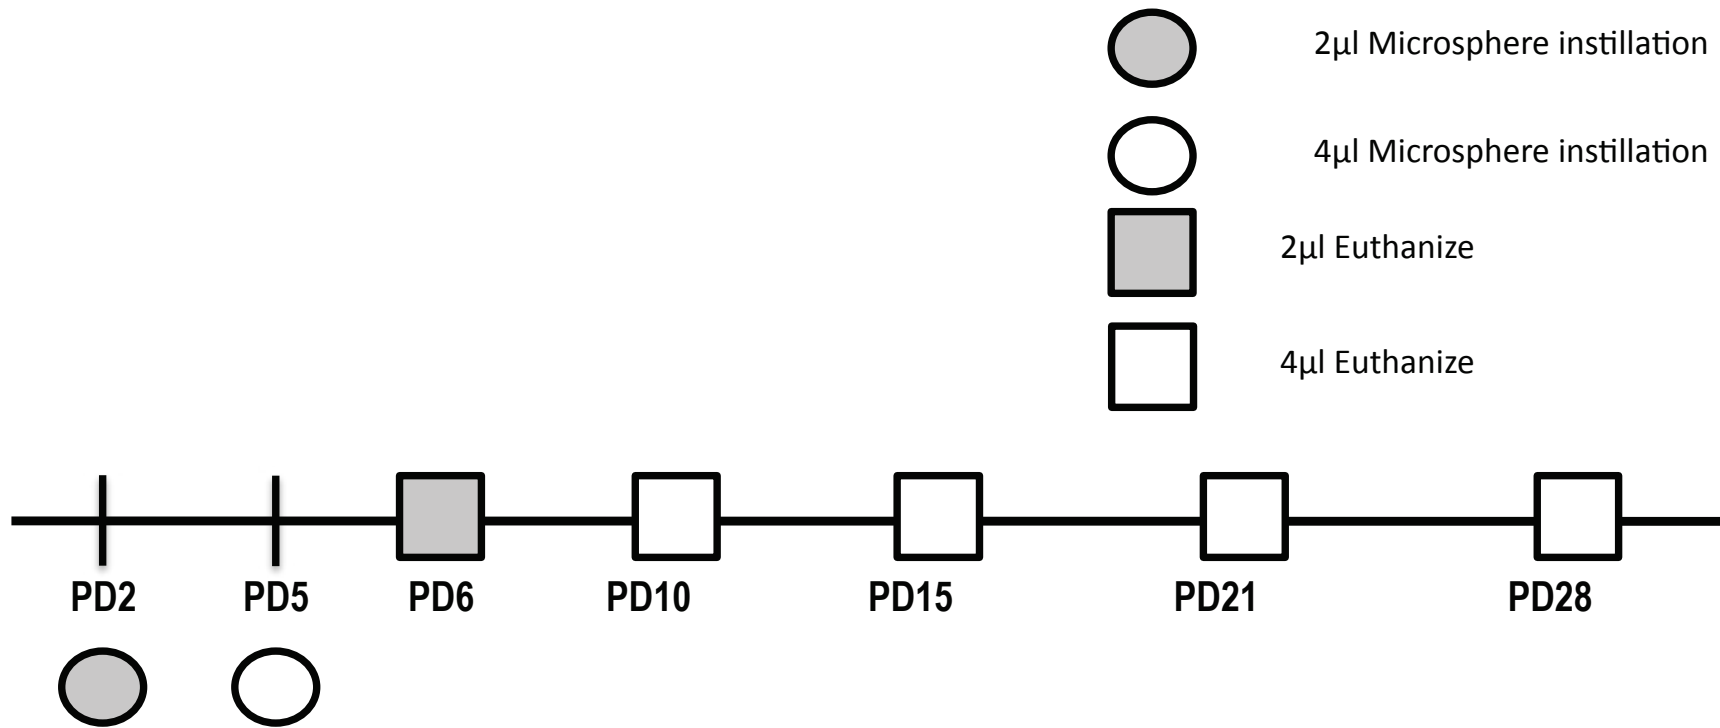 2µl Microsphere instillation
4µl Microsphere instillation
2µl Euthanize
4µl Euthanize
PD2 PD5 PD6 PD10 PD15 PD21 PD28